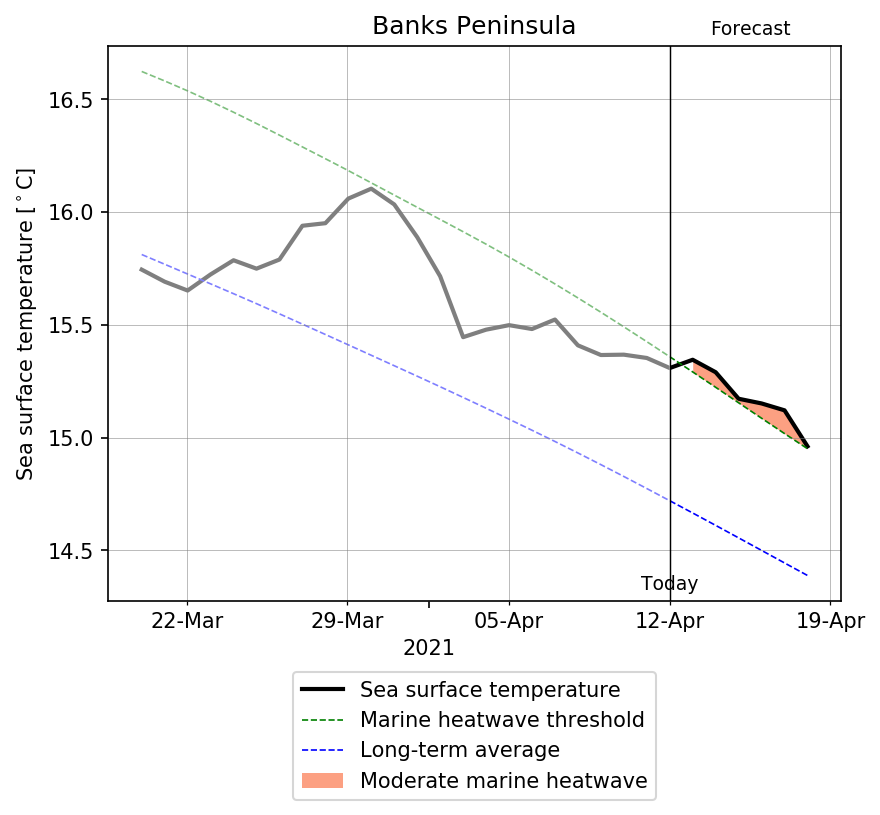 Banks Peninsula
Forecast
Sea surface temperature [°C]
16.5
16.0
15.5
15.0
14.5
Today
22-Mar
29-Mar
05-Apr
12-Apr
19-Apr
2021
Sea surface temperature
Marine heatwave threshold
Long-term average
Moderate marine heatwave